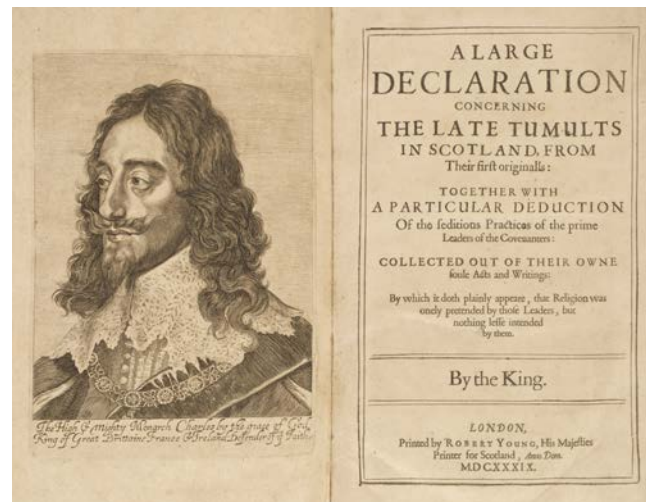 The High & mighty Monarch Charles by the grace of God,
King of Great Brittaine France & Ireland Defender of yͤ Faith
A LARGE
DECLARATION
CONCERNING
THE LATE TUMULTS
IN SCOTLAND, FROM
Their firſt originalls:
TOGETHER WITH
A PARTICULAR DEDUCTION
Of the ſeditious Practices of the prime
Leaders of the Covenanters:
COLLECTED OUT OF THEIR OWNE
foule Acts and Writings:
By which it doth plainly appeare, that Religion was
onely pretended by thoſe Leaders, but
nothing leſſe intended
by them.
By the King.
LONDON,
Printed by ROBERT YOUNG, His Majeſties
Printer for Scotland, Anno Dom.
MDCXXXIX.